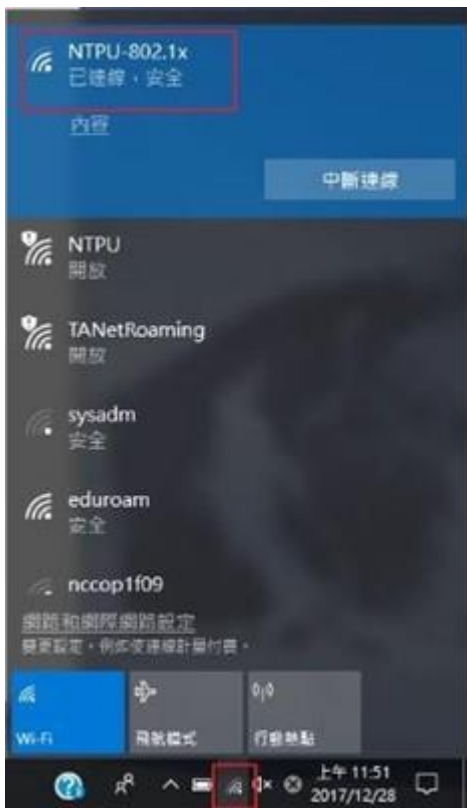 NTPU-802.1x
已連線，安全
內容
中斷連線
NTPU
開放
TANetRoaming
開放
sysadm
安全
eduroam
安全
nccop1f09
網路和網際網路設定
變更設定，例如使連線計量付費。
Wi-Fi
飛航模式
行動熱點
上午 11:51
2017/12/28